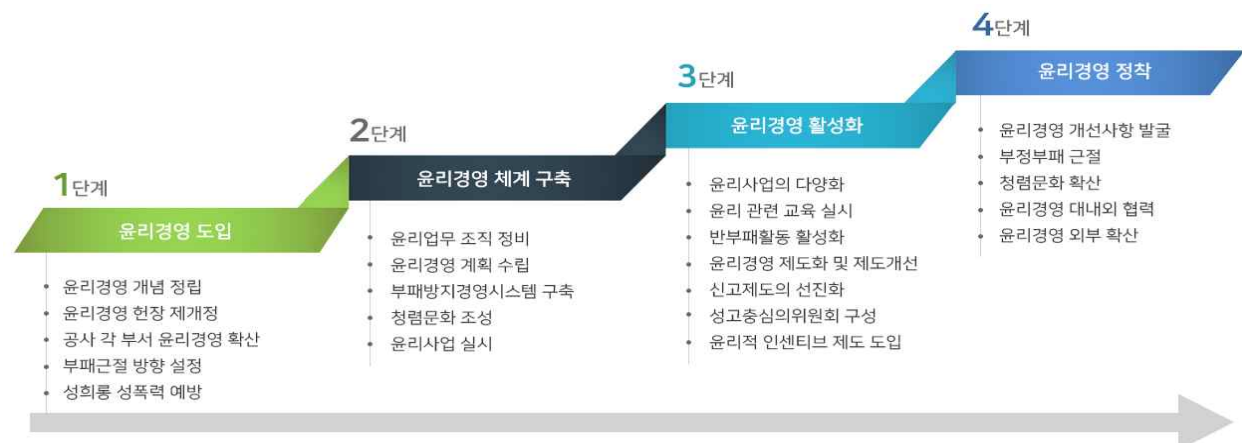 1단계
윤리경영 도입
윤리경영 개념 정립
윤리경영 헌장 제개정
공사 각 부서 윤리경영 확산
부패근절 방향 설정
성희롱 성폭력 예방
2단계
윤리경영 체계 구축
윤리업무 조직 정비
윤리경영 계획 수립
부패방지경영시스템 구축
청렴문화 조성
윤리사업 실시
3단계
윤리경영 활성화
윤리사업의 다양화
윤리 관련 교육 실시
반부패활동 활성화
윤리경영 제도화 및 제도개선
신고제도의 선진화
성고충심의위원회 구성
윤리적 인센티브 제도 도입
4단계
윤리경영 정착
윤리경영 개선사항 발굴
부정부패 근절
청렴문화 확산
윤리경영 대내외 협력
윤리경영 외부 확산